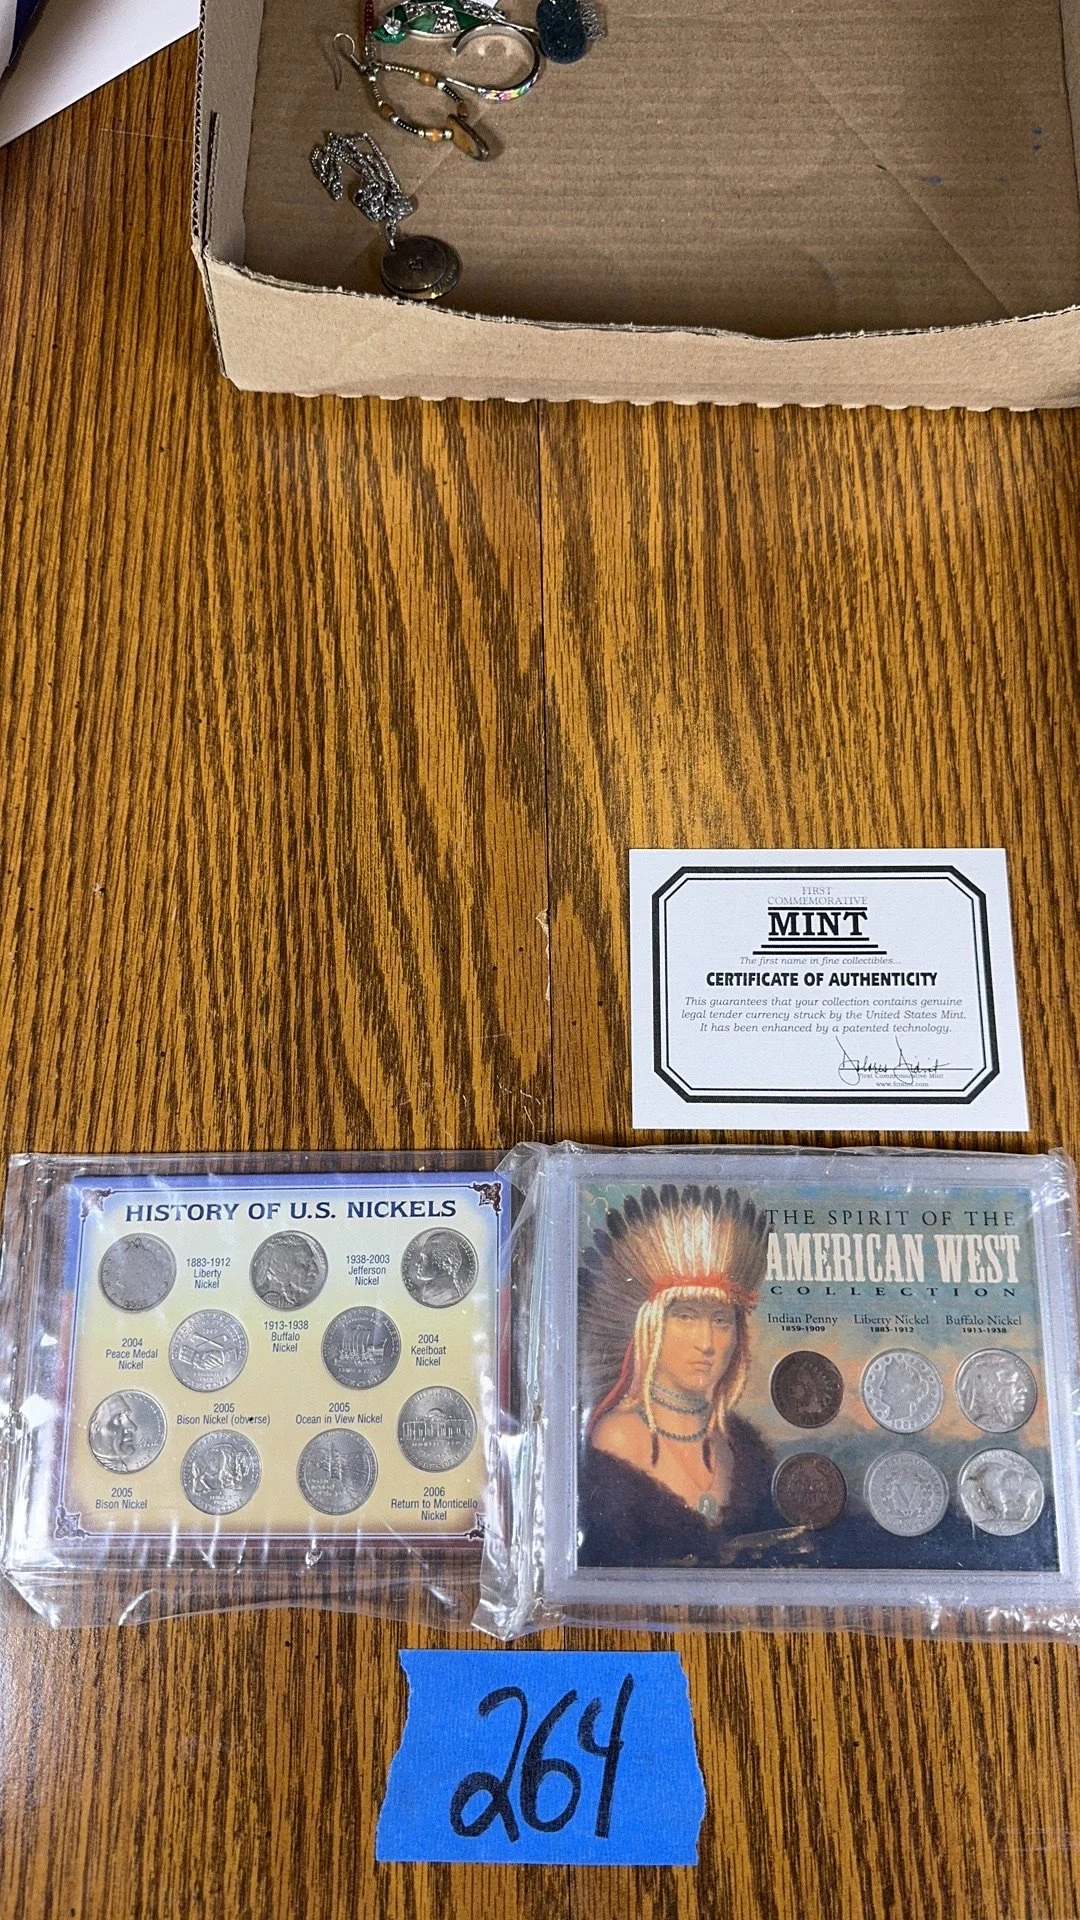 FIRST
COMMEMORATIVE
MINT
The first name in fine collectibles...
CERTIFICATE OF AUTHENTICITY
This guarantees that your collection contains genuine
legal tender currency struck by the United States Mint.
It has been enhanced by a patented technology.
First Commemorative Mint
HISTORY OF U.S. NICKELS
1883-1912
Liberty
Nickel
1938-2003
Jefferson
Nickel
1913-1938
Buffalo
Nickel
2004
Peace Medal
Nickel
2004
Keelboat
Nickel
2005
Bison Nickel (obverse)
2005
Ocean in View Nickel
2005
Bison Nickel
2006
Return to Monticello
Nickel
THE SPIRIT OF THE
AMERICAN WEST
COLLECTION
Indian Penny
1859-1909
Liberty Nickel
1883-1912
Buffalo Nickel
1913-1938
264